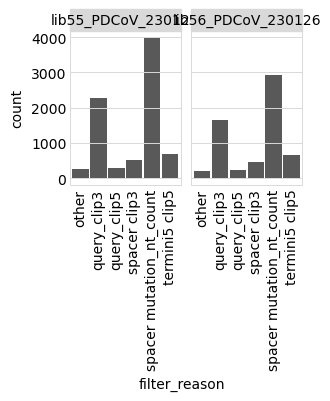 lib55_PDCoV_230126 lib56_PDCoV_230126
4000
3000
2000
1000
0
count
other
query_clip3
query_clip5
spacer clip3
spacer mutation_nt_count
termini5 clip5
other
query_clip3
query_clip5
spacer clip3
spacer mutation_nt_count
termini5 clip5
filter_reason